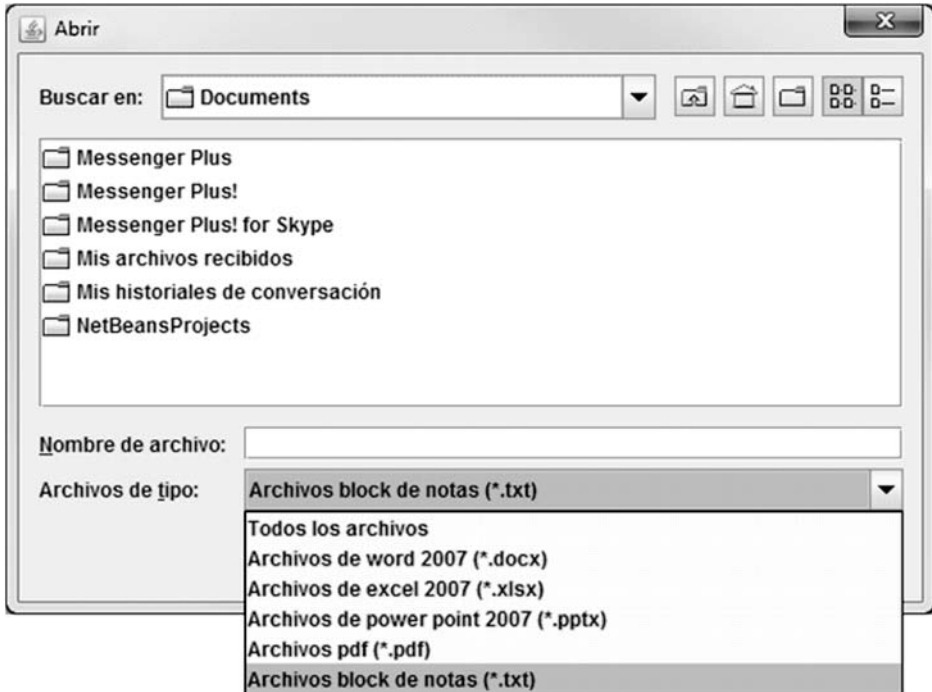 Abrir
Buscar en: Documents
Messenger Plus
Messenger Plus!
Messenger Plus! for Skype
Mis archivos recibidos
Mis historiales de conversación
NetBeansProjects
Nombre de archivo:
Archivos de tipo: Archivos block de notas (*.txt)
Todos los archivos
Archivos de word 2007 (*.docx)
Archivos de excel 2007 (*.xlsx)
Archivos de power point 2007 (*.pptx)
Archivos pdf (*.pdf)
Archivos block de notas (*.txt)